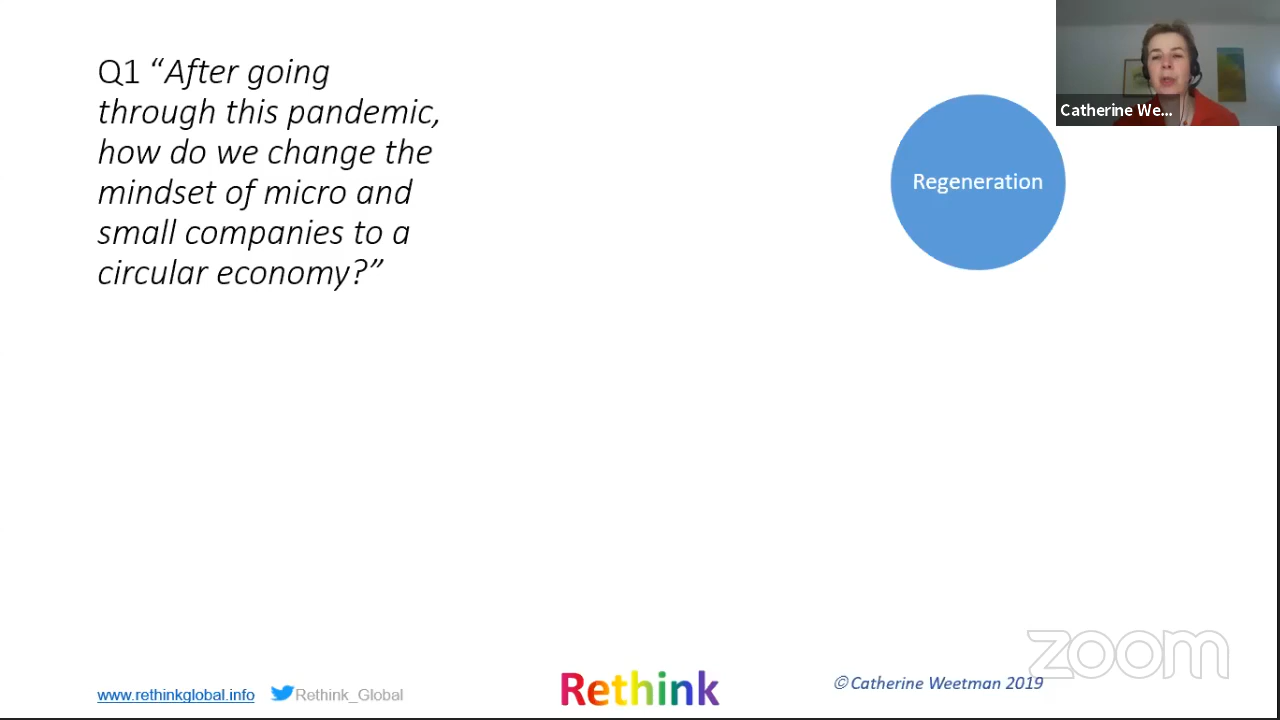 Q1 “After going
through this pandemic,
how do we change the
mindset of micro and
small companies to a
circular economy?”
Regeneration
Catherine We...
zoom
www.rethinkglobal.info
Rethink_Global
Rethink
©Catherine Weetman 2019